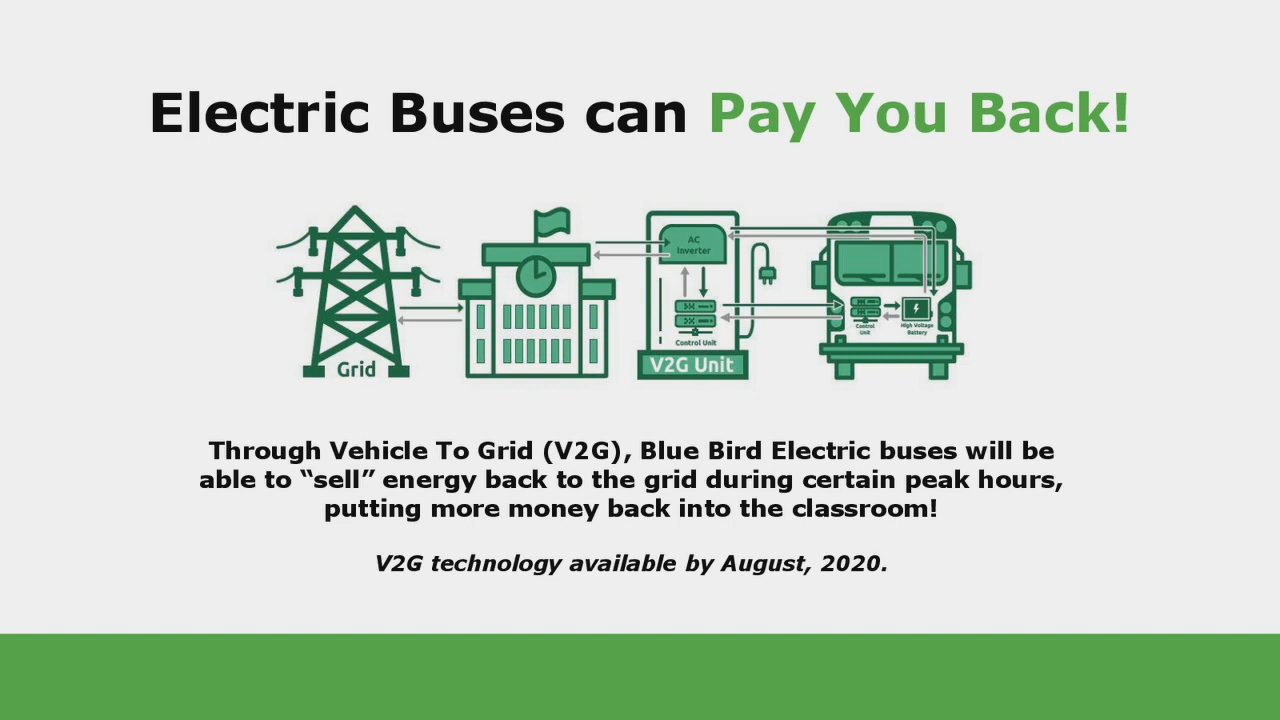 Electric Buses can Pay You Back!
AC
Inverter
Control Unit
V2G Unit
Grid
Control
Unit
High Voltage
Battery
Through Vehicle To Grid (V2G), Blue Bird Electric buses will be
able to “sell” energy back to the grid during certain peak hours,
putting more money back into the classroom!
V2G technology available by August, 2020.